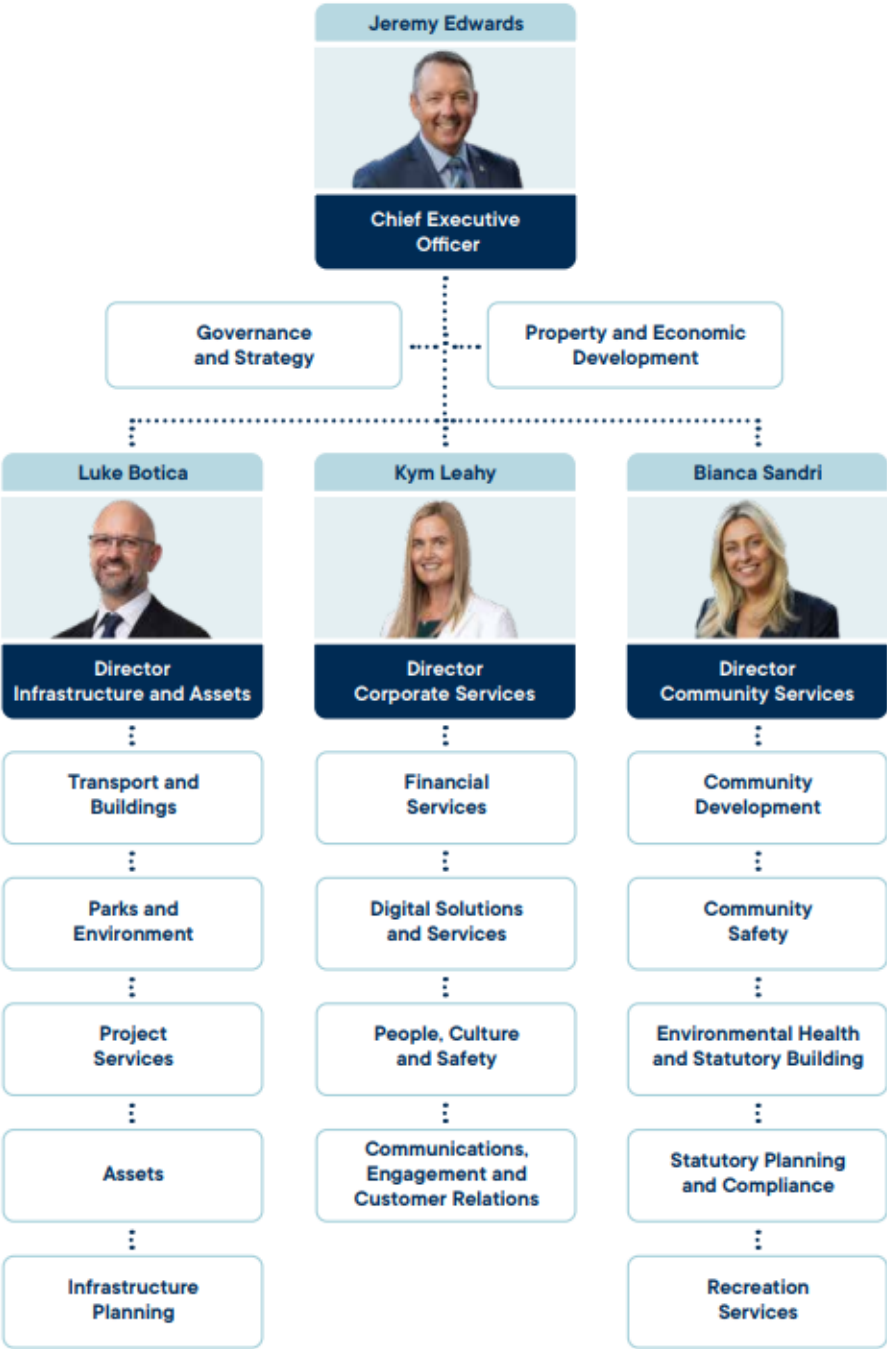 Jeremy Edwards
Chief Executive
Officer
Governance
and Strategy
Property and Economic
Development
Luke Botica
Director
Infrastructure and Assets
Transport and
Buildings
Parks and
Environment
Project
Services
Assets
Infrastructure
Planning
Kym Leahy
Director
Corporate Services
Financial
Services
Digital Solutions
and Services
People, Culture
and Safety
Communications,
Engagement and
Customer Relations
Bianca Sandri
Director
Community Services
Community
Development
Community
Safety
Environmental Health
and Statutory Building
Statutory Planning
and Compliance
Recreation
Services